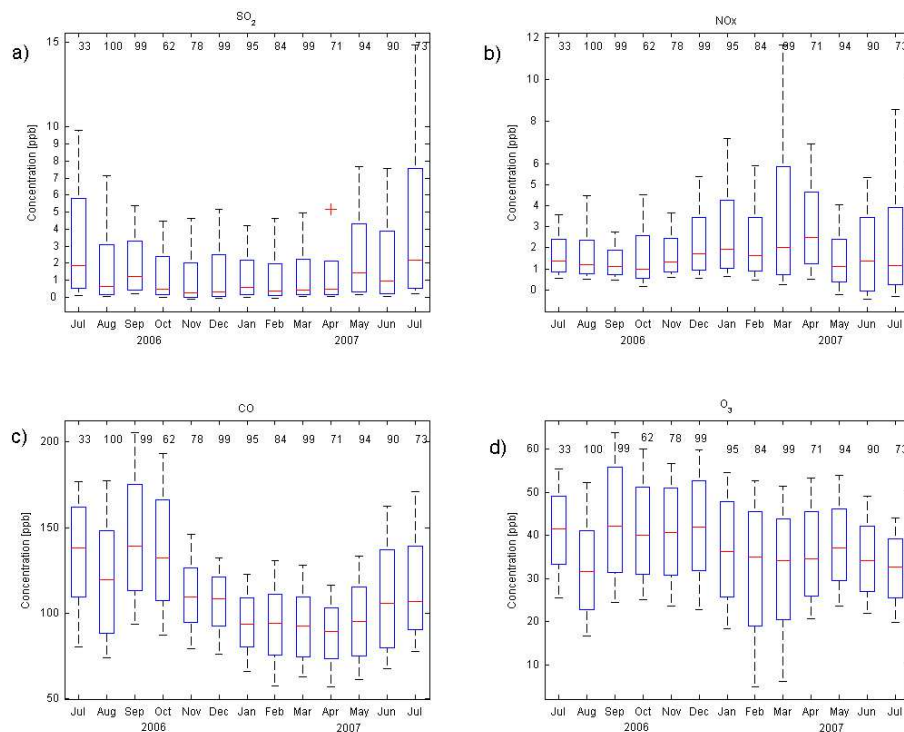 a)
SO2
33 100 99 62 78 99 95 84 99 71 94 90 73
Concentration [ppb]
15
10
9
8
7
6
5
4
3
2
1
0
Jul Aug Sep Oct Nov Dec Jan Feb Mar Apr May Jun Jul
2006 2007
b)
NOx
33 100 99 62 78 99 95 84 99 71 94 90 73
Concentration [ppb]
12
10
8
6
5
4
3
2
1
0
Jul Aug Sep Oct Nov Dec Jan Feb Mar Apr May Jun Jul
2006 2007
c)
CO
33 100 99 62 78 99 95 84 99 71 94 90 73
Concentration [ppb]
200
150
100
50
Jul Aug Sep Oct Nov Dec Jan Feb Mar Apr May Jun Jul
2006 2007
d)
O3
33 100 99 62 78 99 95 84 99 71 94 90 73
Concentration [ppb]
60
50
40
30
20
10
Jul Aug Sep Oct Nov Dec Jan Feb Mar Apr May Jun Jul
2006 2007